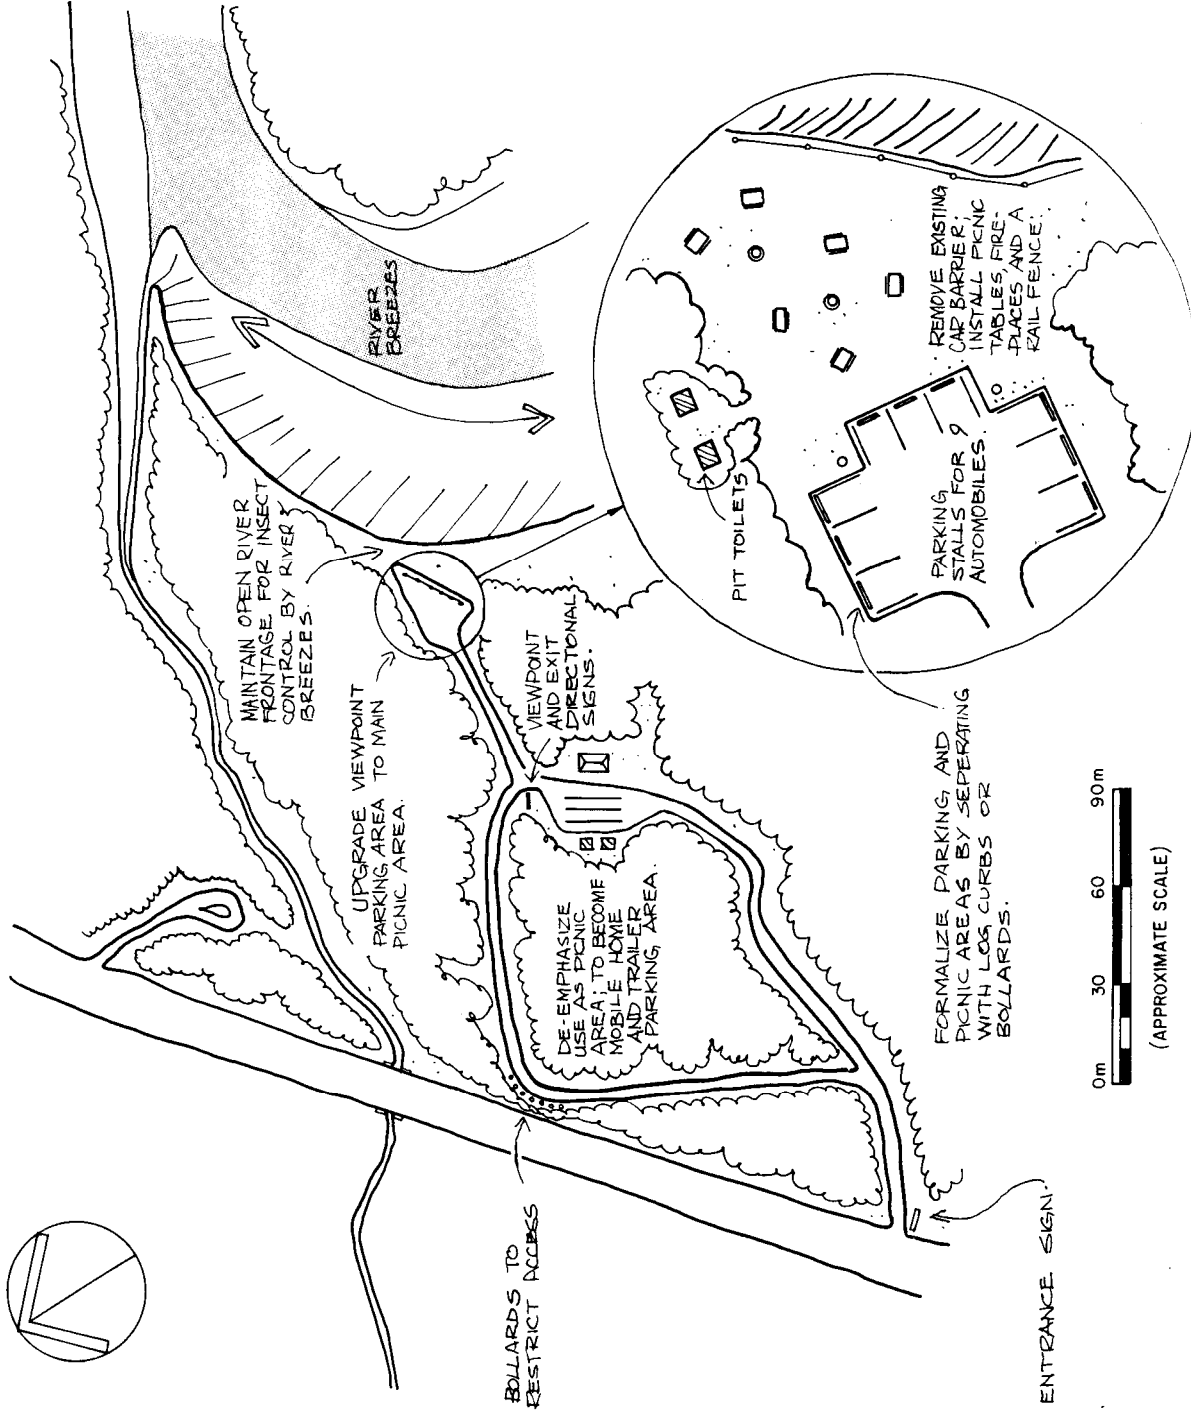 MAINTAIN OPEN RIVER
FRONTAGE FOR INSECT
CONTROL BY RIVER
BREEZES.
RIVER
BREEZES
UPGRADE VIEWPOINT
PARKING AREA TO MAIN
PICNIC AREA.
BOLLARDS TO
RESTRICT ACCESS
DE-EMPHASIZE
USE AS PICNIC
AREA; TO BECOME
MOBILE HOME
AND TRAILER
PARKING AREA.
VIEWPOINT
AND EXIT
DIRECTIONAL
SIGNS.
PIT TOILETS
PARKING
STALLS FOR 9
AUTOMOBILES.
REMOVE EXISTING
CAR BARRIER;
INSTALL PICNIC
TABLES, FIRE-
PLACES, AND A
RAIL FENCE.
FORMALIZE PARKING AND
PICNIC AREAS BY SEPERATING
WITH LOG CURBS OR
BOLLARDS.
ENTRANCE SIGN.
0m 30 60 90m
(APPROXIMATE SCALE)